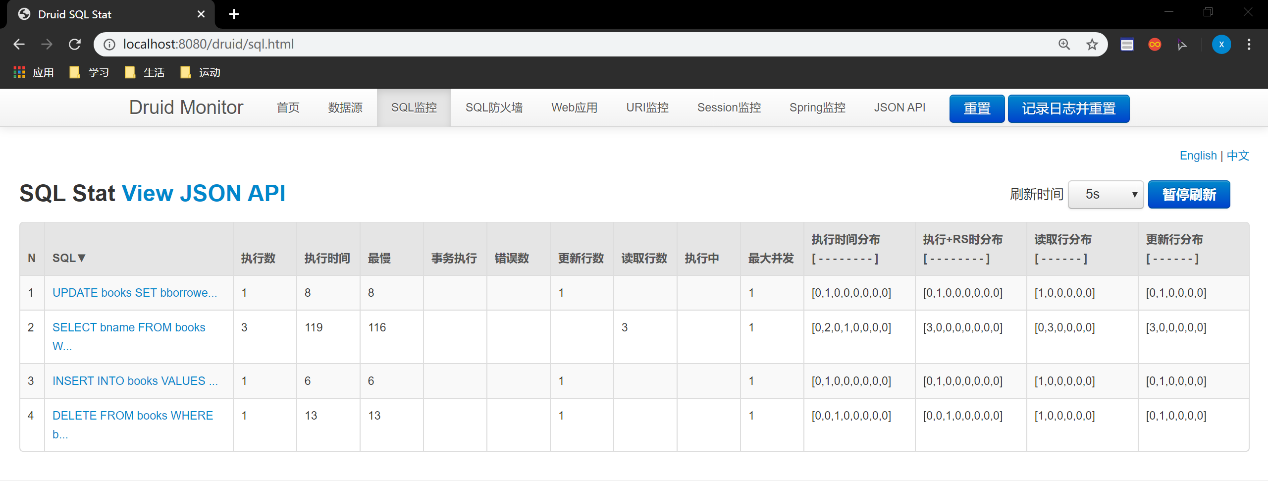 Druid SQL Stat
localhost:8080/druid/sql.html
x
应用 学习 生活 运动
Druid Monitor 首页 数据源 SQL监控 SQL防火墙 Web应用 URI监控 Session监控 Spring监控 JSON API 重置 记录日志并重置
English | 中文
SQL Stat View JSON API 刷新时间 5s 暂停刷新
N SQL▼ 执行数 执行时间 最慢 事务执行 错误数 更新行数 读取行数 执行中 最大并发 执行时间分布 [ - - - - - - - - ] 执行+RS时分布 [ - - - - - - - - ] 读取行分布 [ - - - - - - ] 更新行分布 [ - - - - - - ]
1 UPDATE books SET bborrowe... 1 8 8 1 1 [0,1,0,0,0,0,0,0] [0,1,0,0,0,0,0,0] [1,0,0,0,0,0] [0,1,0,0,0,0]
2 SELECT bname FROM books W... 3 119 116 3 1 [0,2,0,1,0,0,0,0] [3,0,0,0,0,0,0,0] [0,3,0,0,0,0] [3,0,0,0,0,0]
3 INSERT INTO books VALUES ... 1 6 6 1 1 [0,1,0,0,0,0,0,0] [0,1,0,0,0,0,0,0] [1,0,0,0,0,0] [0,1,0,0,0,0]
4 DELETE FROM books WHERE b... 1 13 13 1 1 [0,0,1,0,0,0,0,0] [0,0,1,0,0,0,0,0] [1,0,0,0,0,0] [0,1,0,0,0,0]